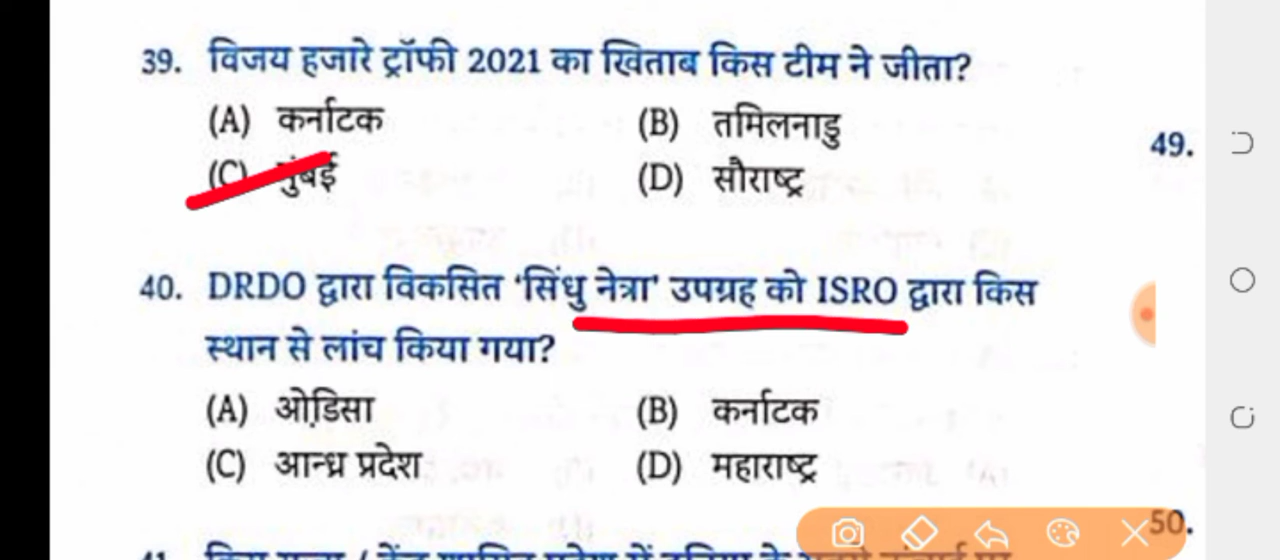 39. विजय हजारे ट्रॉफी 2021 का खिताब किस टीम ने जीता?
(A) कर्नाटक (B) तमिलनाडु
(C) मुंबई (D) सौराष्ट्र
49.
40. DRDO द्वारा विकसित ‘सिंधु नेत्रा’ उपग्रह को ISRO द्वारा किस
स्थान से लांच किया गया?
(A) ओडिसा (B) कर्नाटक
(C) आन्ध्र प्रदेश (D) महाराष्ट्र
50.